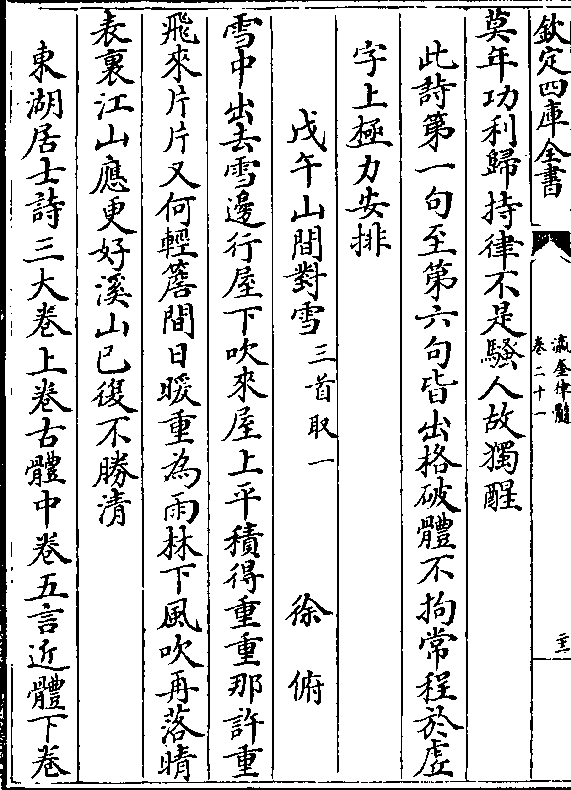 欽定四庫全書
瀛奎律髓
卷二十一
莫年功利歸持律不是騷人故獨醒
此詩第一句至第六句皆出格破體不拘常程於虛
字上極力安排
戊午山間對雪三首取一 徐俯
雪中出去雪邊行屋下吹來屋上平積得重重那許重
飛來片片又何輕簷間日暖重為雨林下風吹再落晴
表裏江山應更好溪山已復不勝清
東湖居士詩三大卷上卷古體中卷五言近體下卷